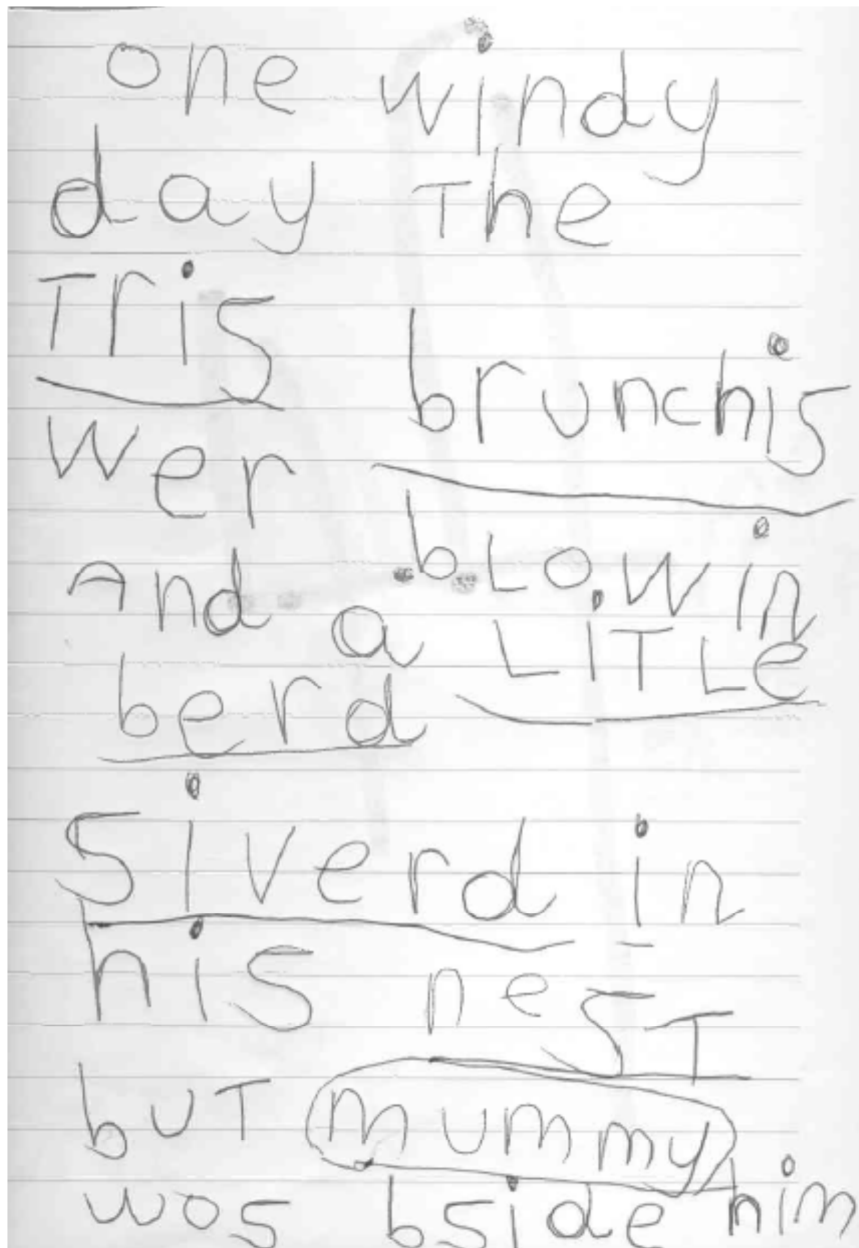 one windy
day The
Tris brunchis
wer bLowin
And a LiTLe
berd
Siverd in
his nesT
buT mummy
wos bside him